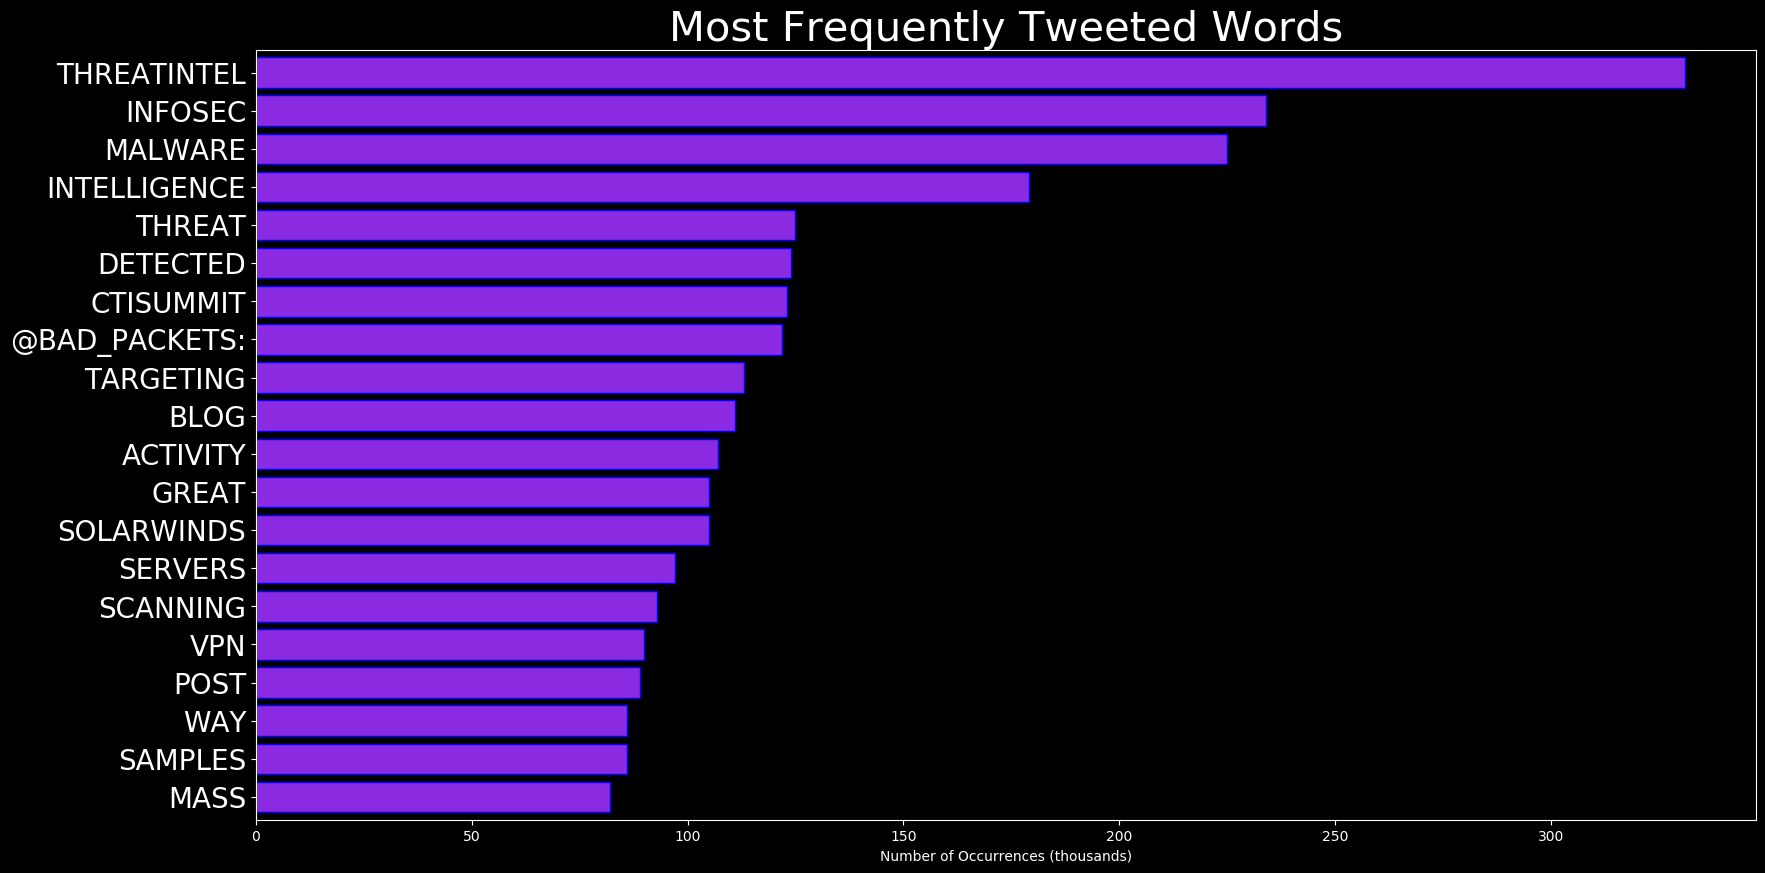 Most Frequently Tweeted Words
THREATINTEL
INFOSEC
MALWARE
INTELLIGENCE
THREAT
DETECTED
CTISUMMIT
@BAD_PACKETS:
TARGETING
BLOG
ACTIVITY
GREAT
SOLARWINDS
SERVERS
SCANNING
VPN
POST
WAY
SAMPLES
MASS
0 50 100 150 200 250 300
Number of Occurrences (thousands)